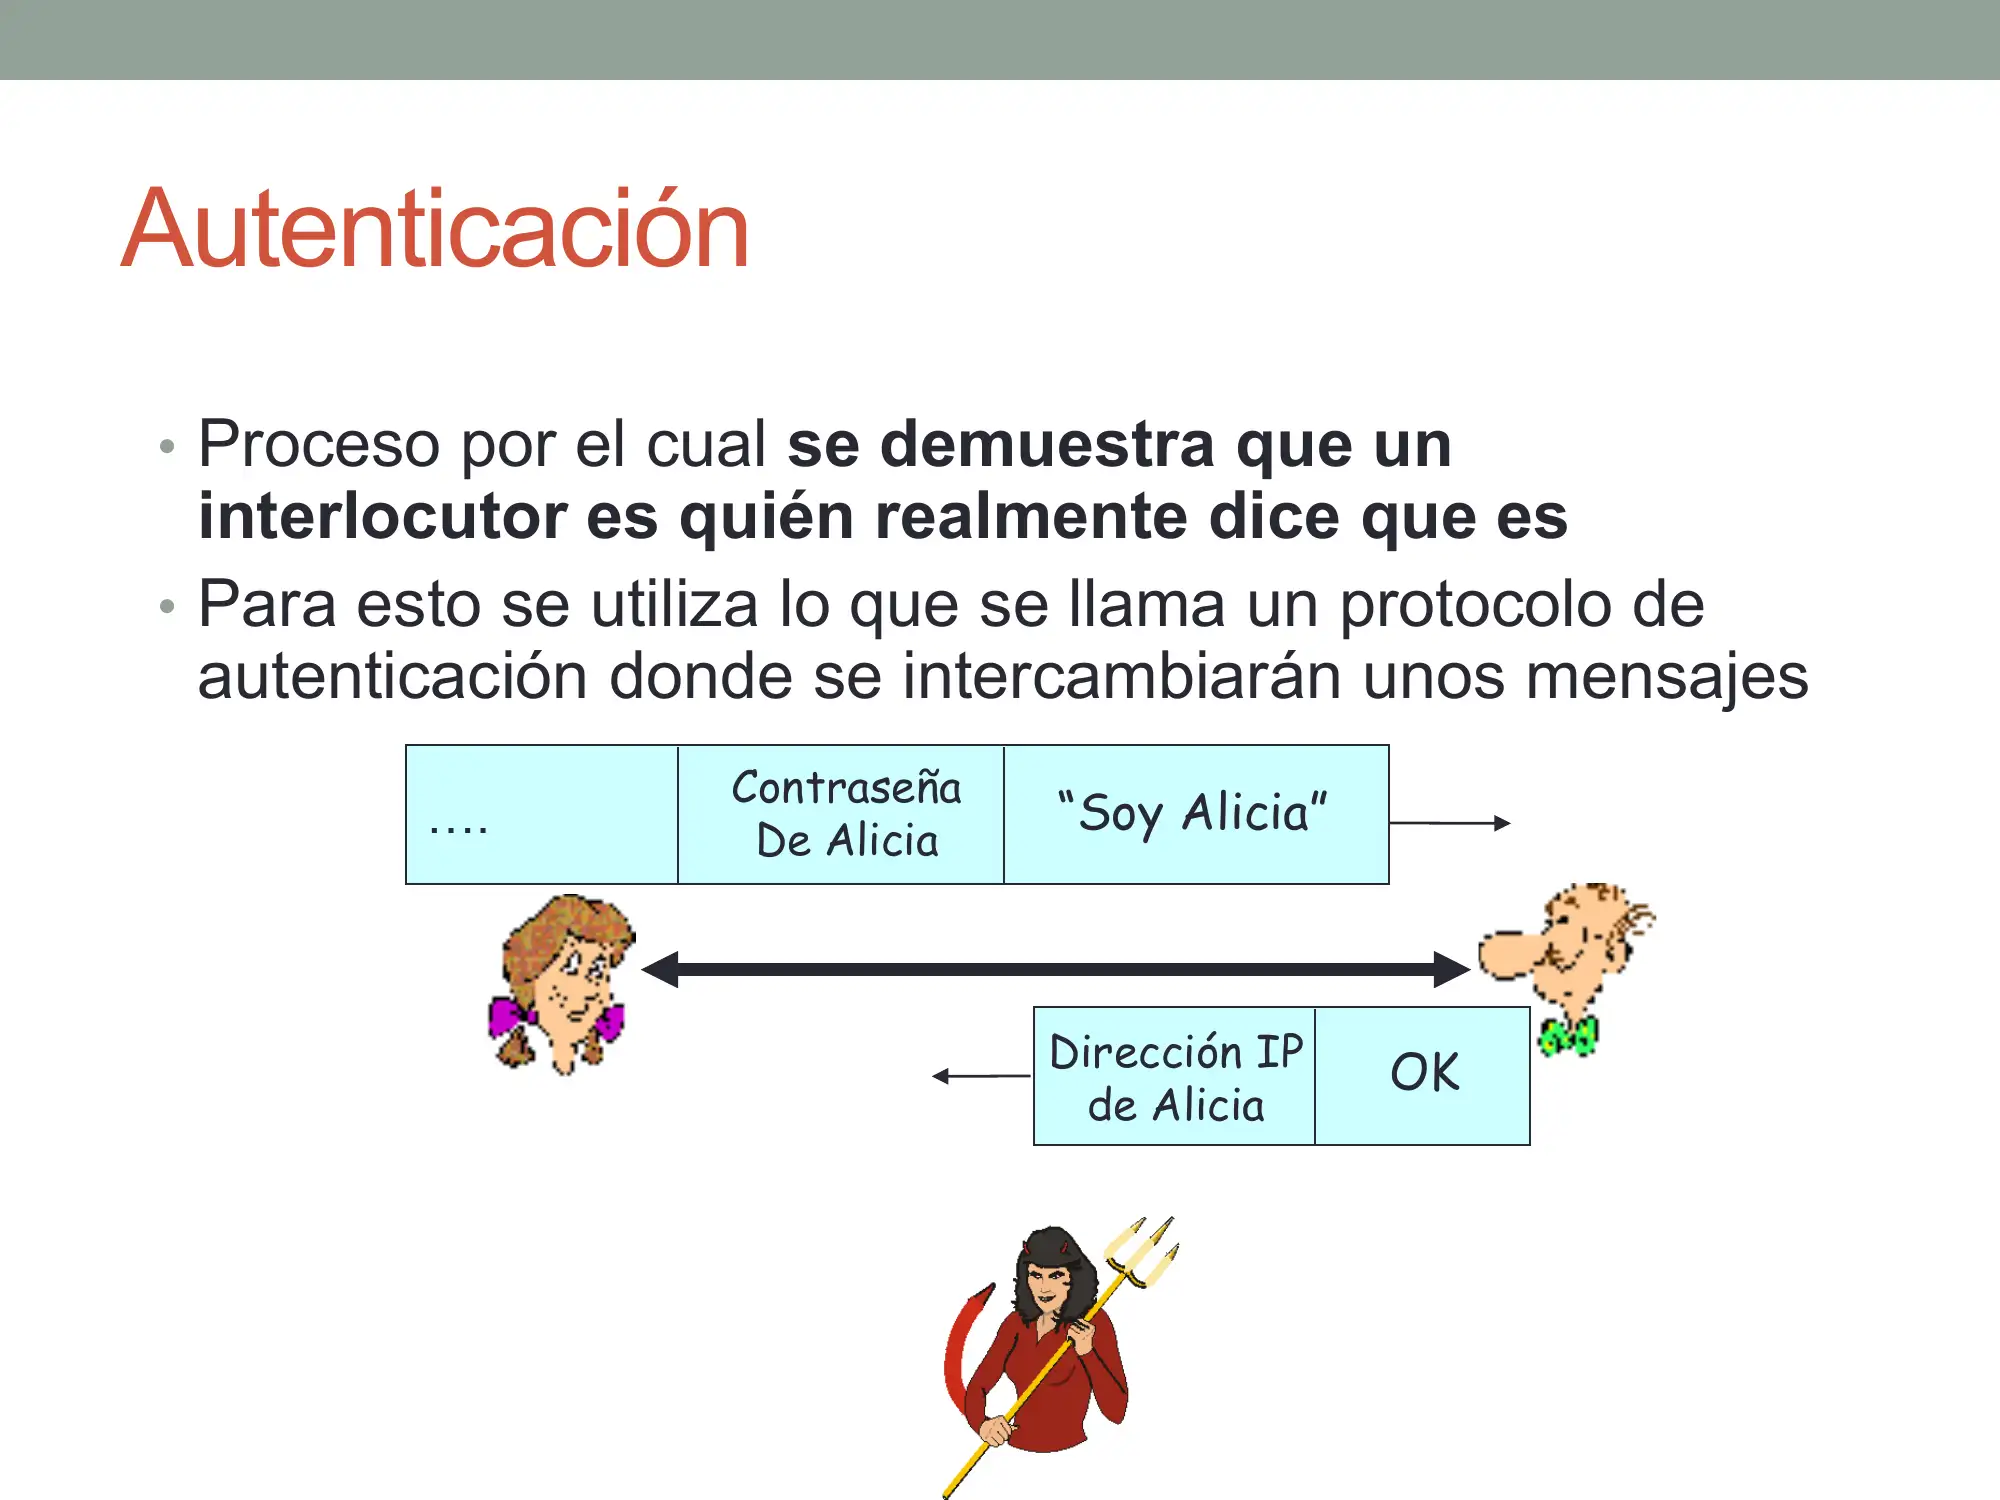 Autenticación
• Proceso por el cual se demuestra que un
interlocutor es quién realmente dice que es
• Para esto se utiliza lo que se llama un protocolo de
autenticación donde se intercambiarán unos mensajes
....
Contraseña
De Alicia
“Soy Alicia”
Dirección IP
de Alicia
OK